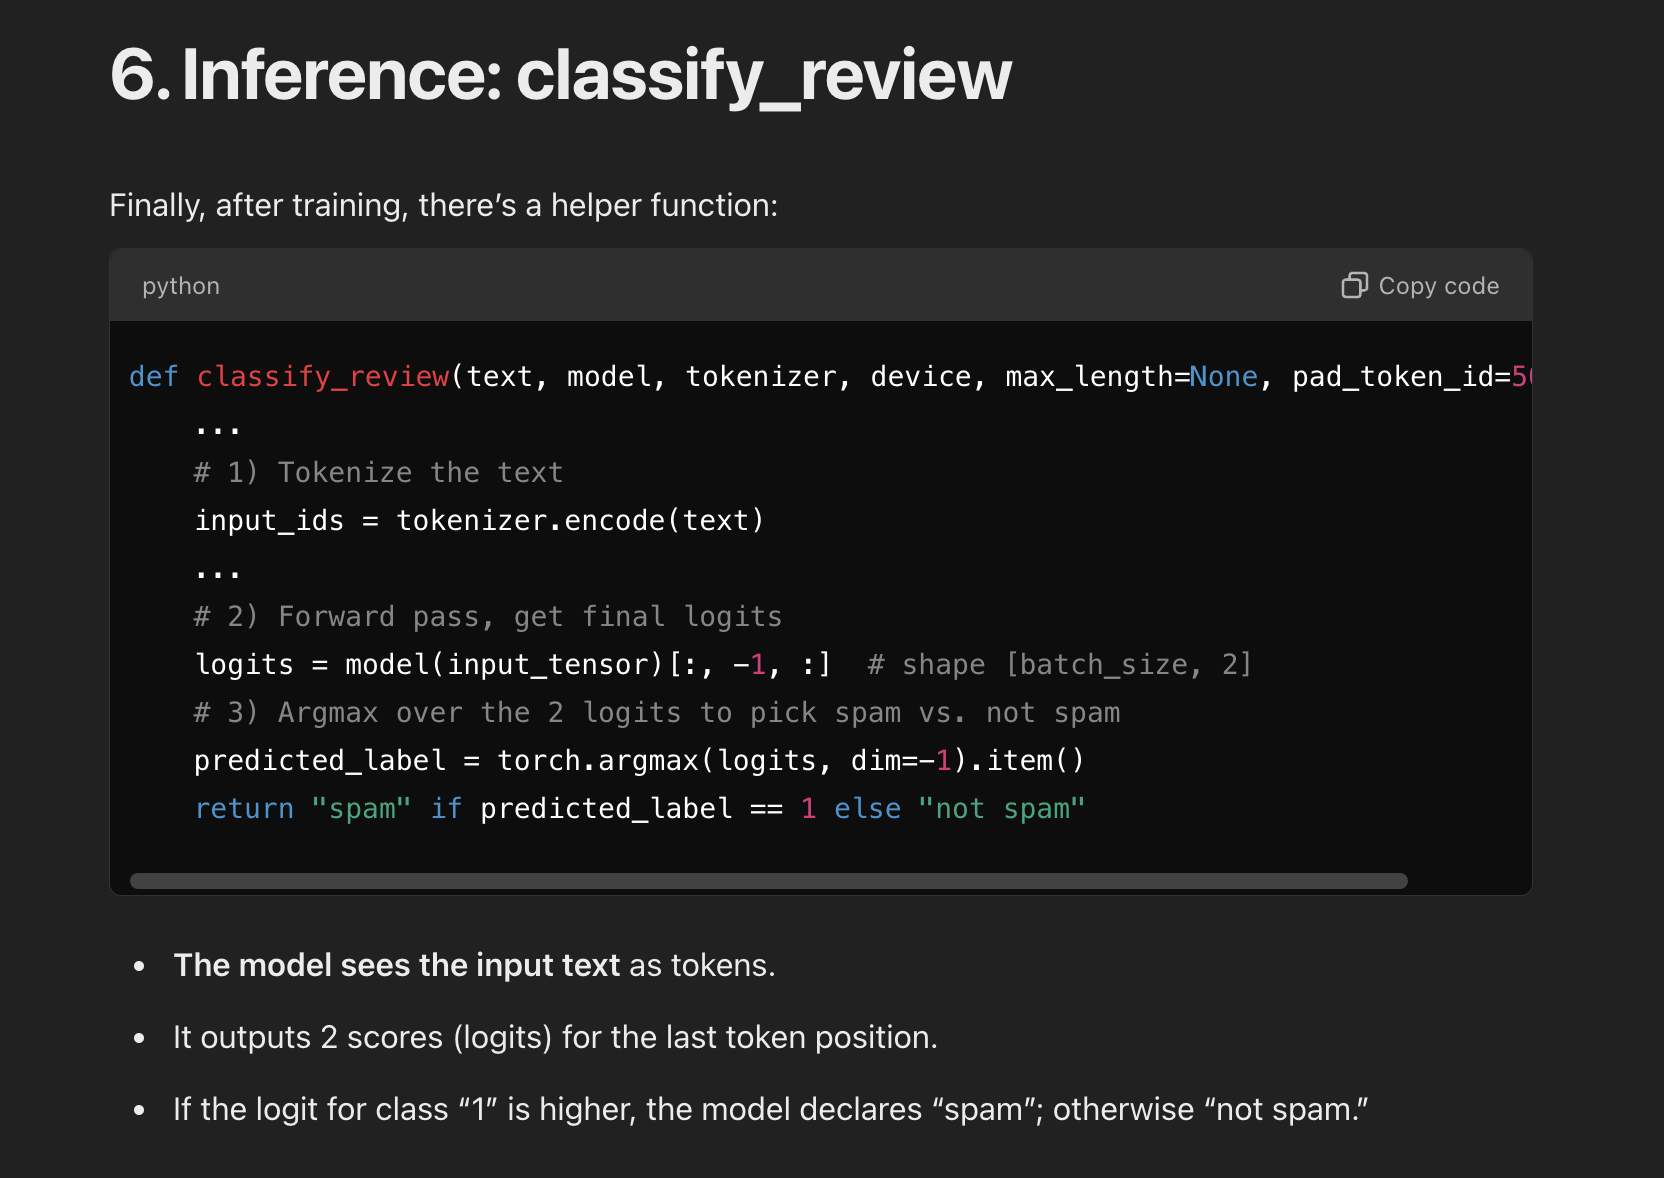 6. Inference: classify_review
Finally, after training, there’s a helper function:
python
Copy code
def classify_review(text, model, tokenizer, device, max_length=None, pad_token_id=5
    ...
    # 1) Tokenize the text
    input_ids = tokenizer.encode(text)
    ...
    # 2) Forward pass, get final logits
    logits = model(input_tensor)[:, -1, :]  # shape [batch_size, 2]
    # 3) Argmax over the 2 logits to pick spam vs. not spam
    predicted_label = torch.argmax(logits, dim=-1).item()
    return "spam" if predicted_label == 1 else "not spam"
• The model sees the input text as tokens.
• It outputs 2 scores (logits) for the last token position.
• If the logit for class “1” is higher, the model declares “spam”; otherwise “not spam.”